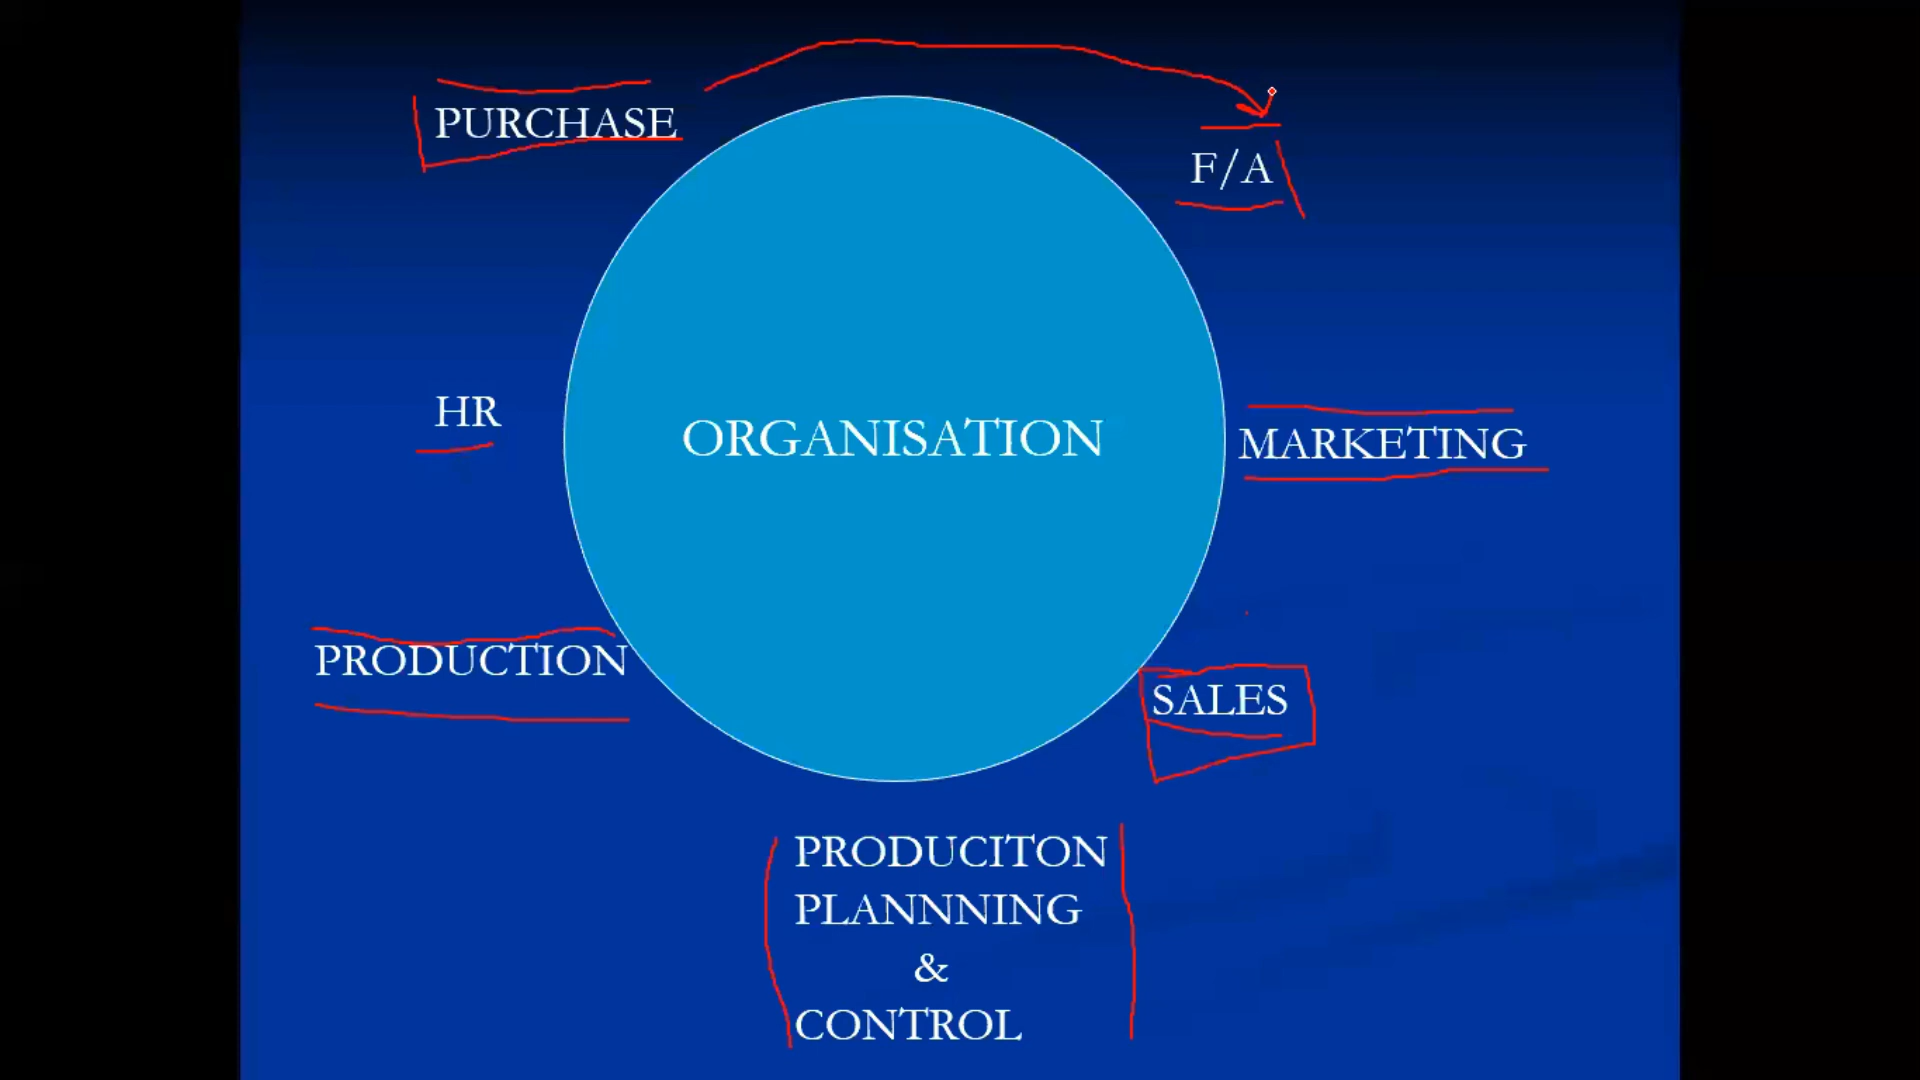 PURCHASE
F/A
HR
ORGANISATION
MARKETING
PRODUCTION
SALES
PRODUCITON
PLANNNING
&
CONTROL